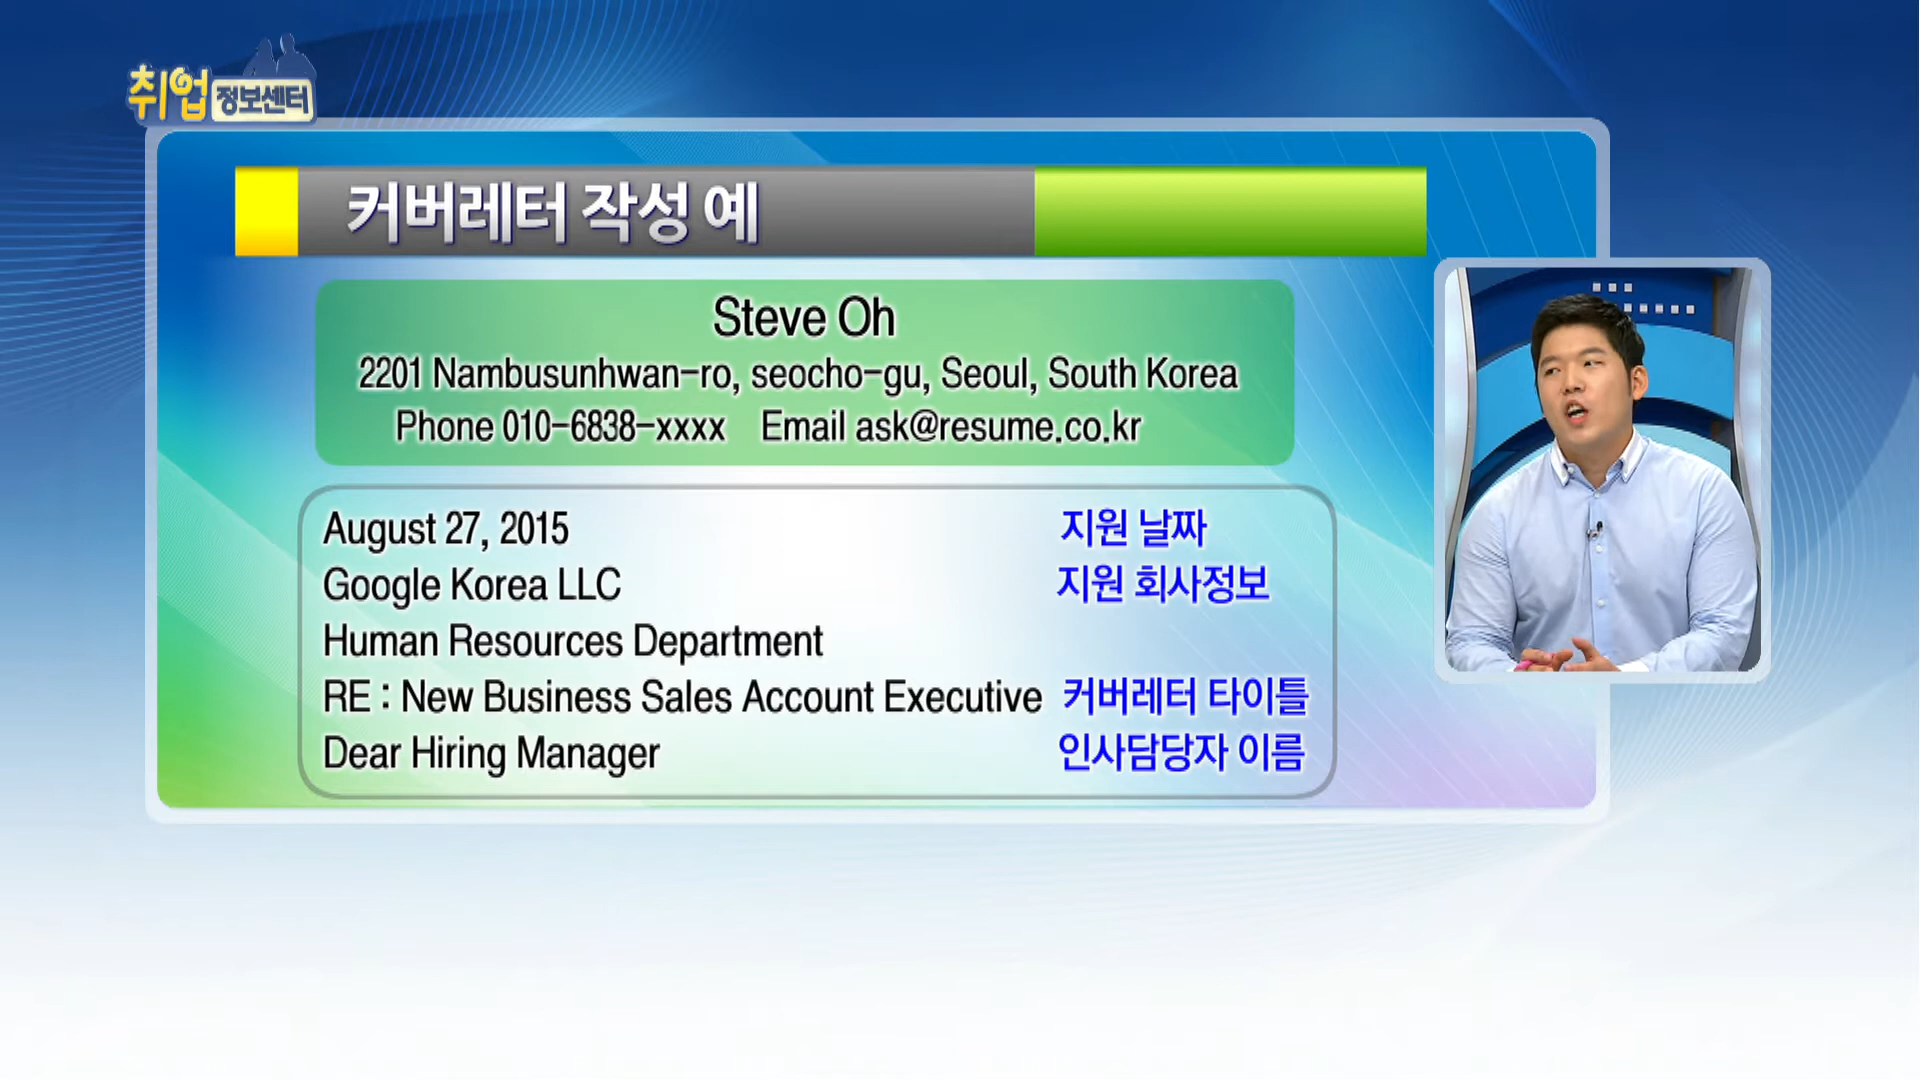 취업 정보센터
커버레터 작성 예
Steve Oh
2201 Nambusunhwan-ro, seocho-gu, Seoul, South Korea
Phone 010-6838-xxxx Email ask@resume.co.kr
August 27, 2015 지원 날짜
Google Korea LLC 지원 회사정보
Human Resources Department
RE : New Business Sales Account Executive 커버레터 타이틀
Dear Hiring Manager 인사담당자 이름